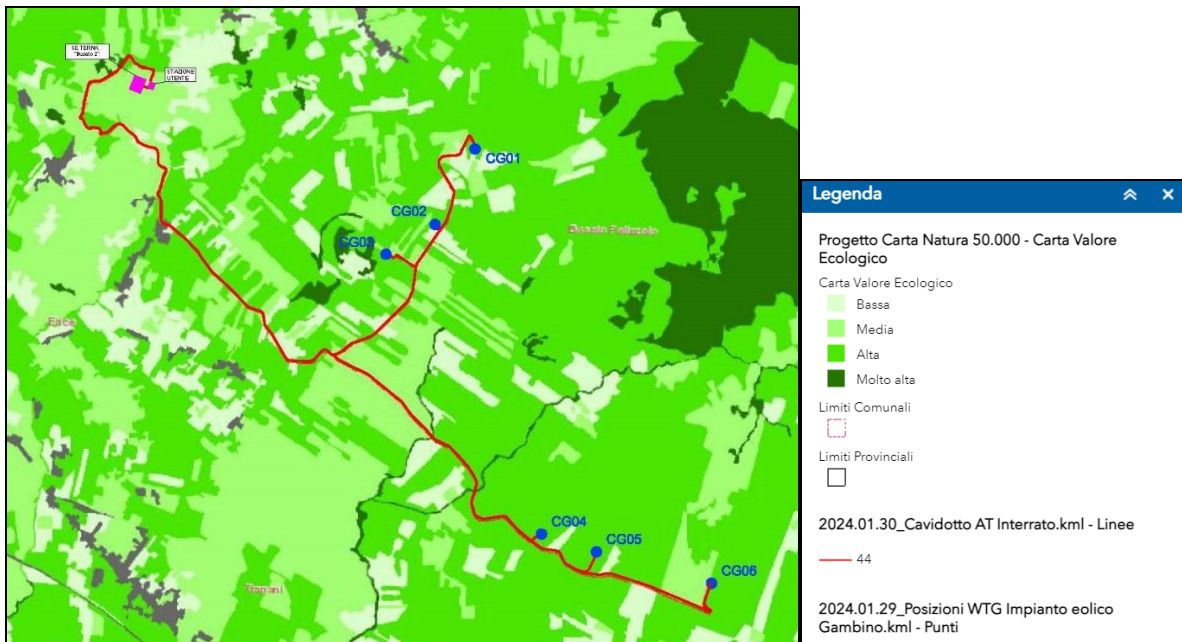 SE TERNA
"Buseto 2"
STAZIONE
UTENTE
CG01
CG02
CG03
Buseto Palizzolo
Erice
CG04
CG05
CG06
Trapani
Legenda
Progetto Carta Natura 50.000 - Carta Valore
Ecologico
Carta Valore Ecologico
Bassa
Media
Alta
Molto alta
Limiti Comunali
Limiti Provinciali
2024.01.30_Cavidotto AT Interrato.kml - Linee
44
2024.01.29_Posizioni WTG Impianto eolico
Gambino.kml - Punti